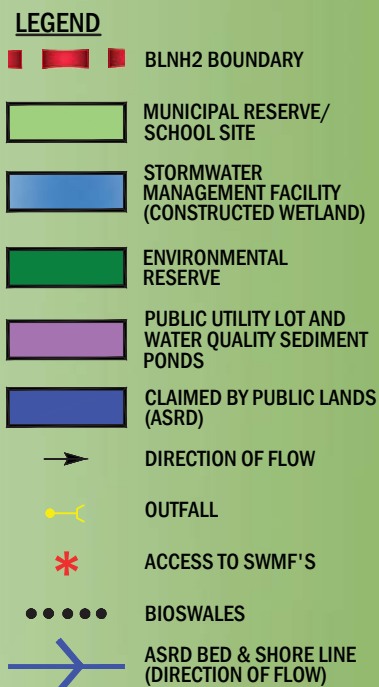 LEGEND
BLNH2 BOUNDARY
MUNICIPAL RESERVE/
SCHOOL SITE
STORMWATER
MANAGEMENT FACILITY
(CONSTRUCTED WETLAND)
ENVIRONMENTAL
RESERVE
PUBLIC UTILITY LOT AND
WATER QUALITY SEDIMENT
PONDS
CLAIMED BY PUBLIC LANDS
(ASRD)
DIRECTION OF FLOW
OUTFALL
ACCESS TO SWMF'S
BIOSWALES
ASRD BED & SHORE LINE
(DIRECTION OF FLOW)